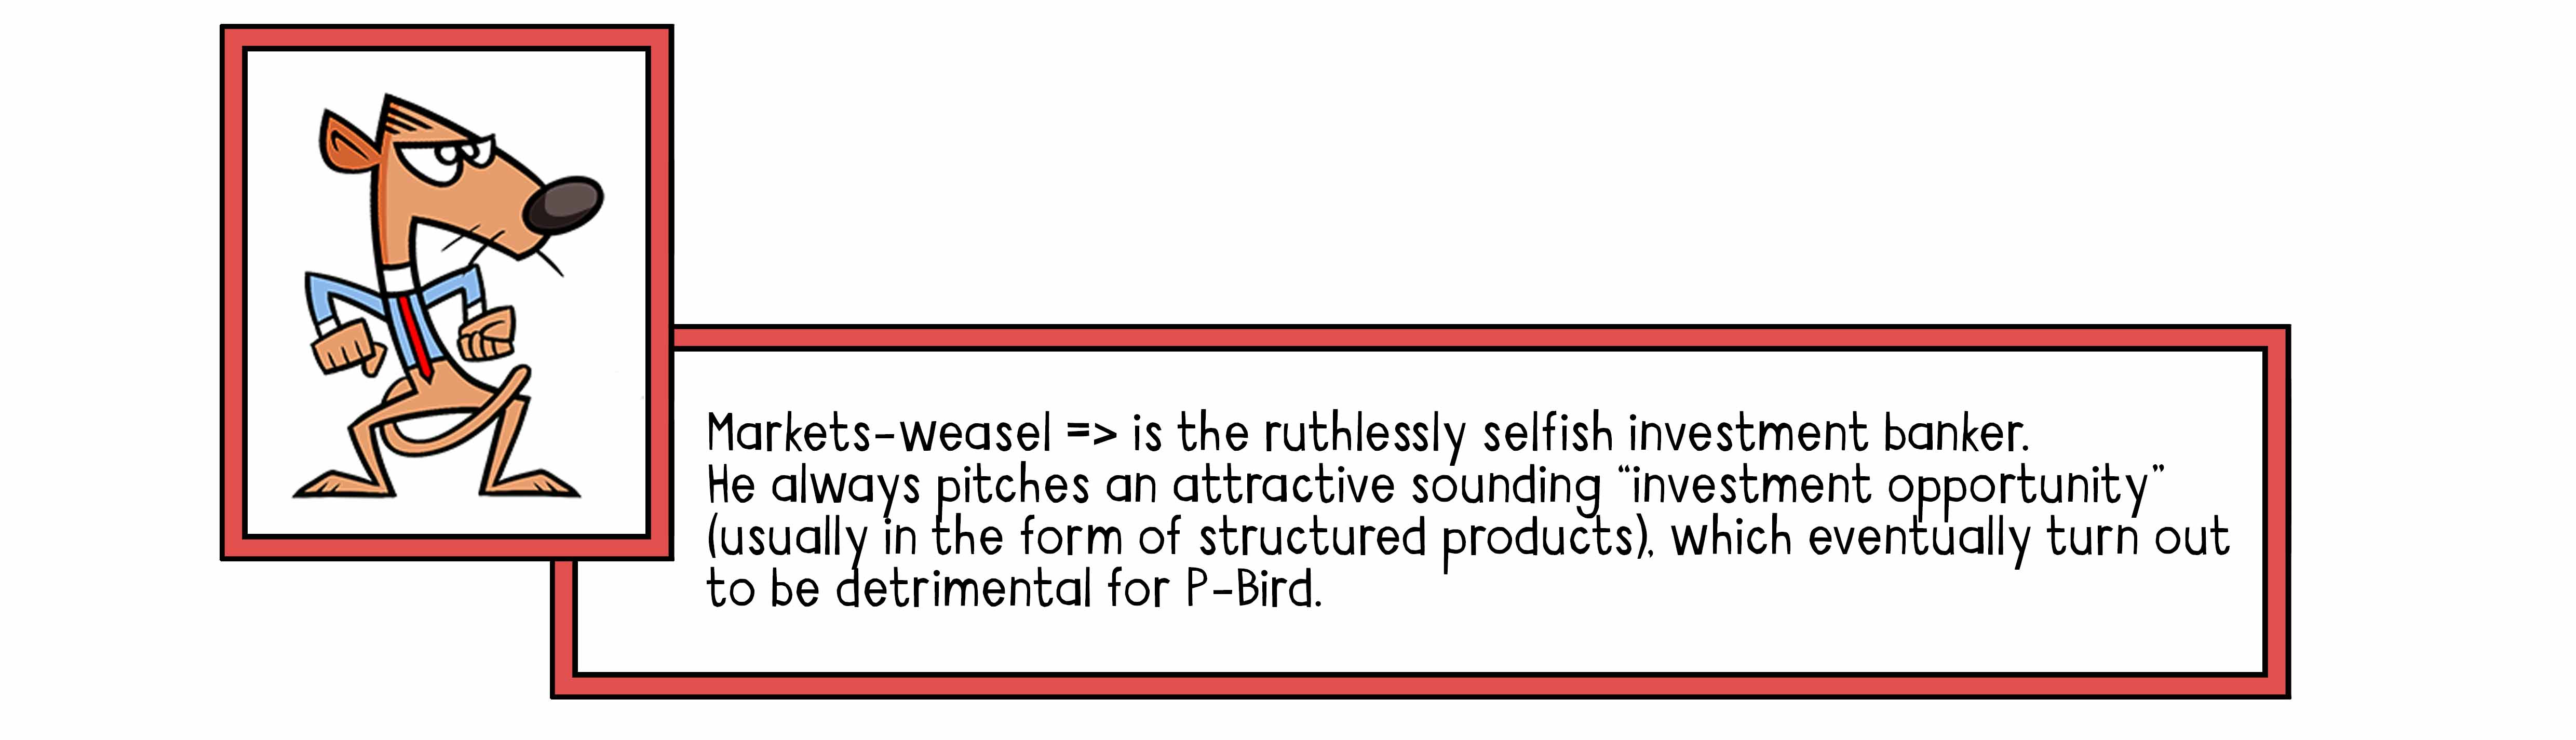 Markets-weasel => is the ruthlessly selfish investment banker.
He always pitches an attractive sounding “investment opportunity”
(usually in the form of structured products), which eventually turn out
to be detrimental for P-Bird.